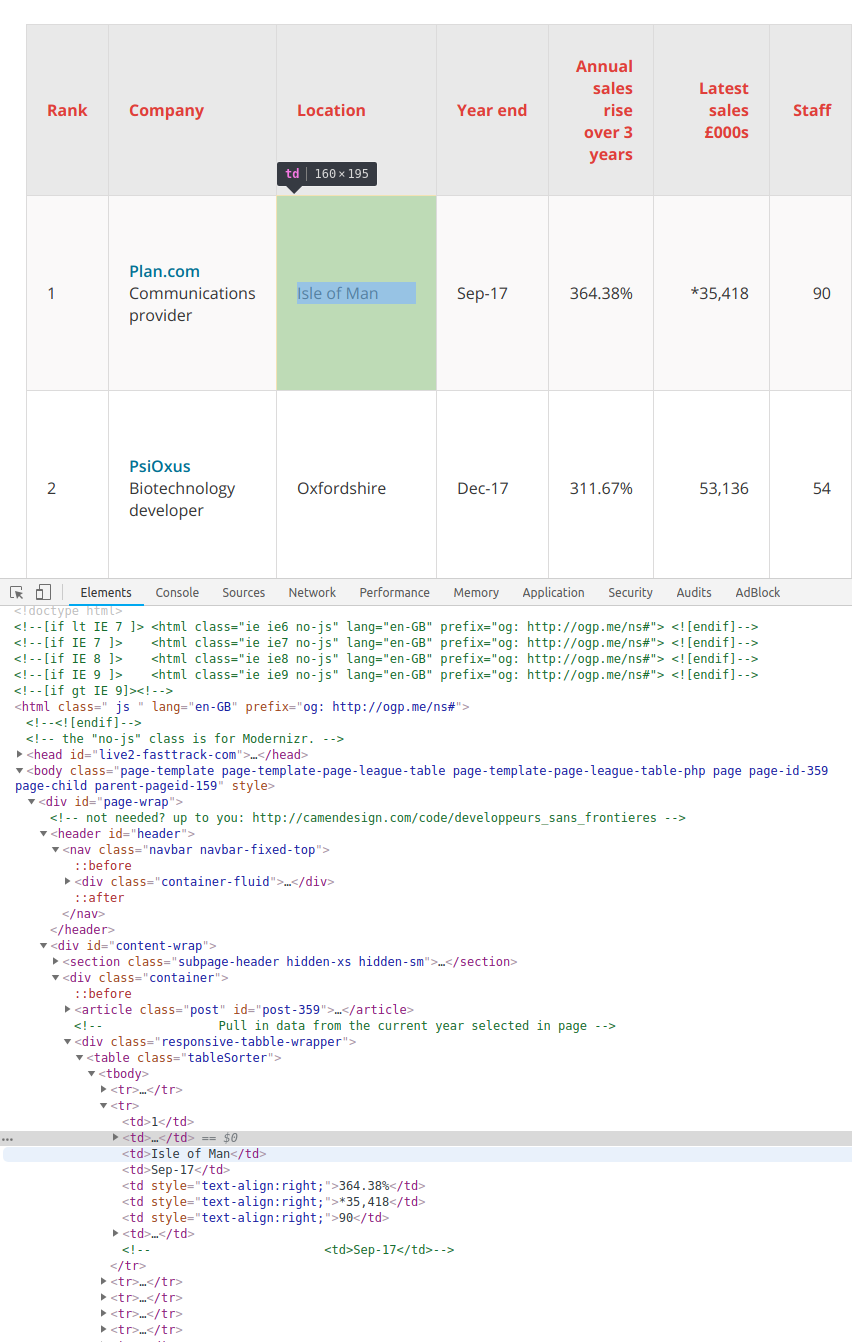 Rank Company Location Year end Annual sales rise over 3 years Latest sales £000s Staff
td 160 × 195
1 Plan.com Communications provider Isle of Man Sep-17 364.38% *35,418 90
2 PsiOxus Biotechnology developer Oxfordshire Dec-17 311.67% 53,136 54
Elements Console Sources Network Performance Memory Application Security Audits AdBlock
<!doctype html>
<!--[if lt IE 7 ]> <html class="ie ie6 no-js" lang="en-GB" prefix="og: http://ogp.me/ns#"> <![endif]-->
<!--[if IE 7 ]>    <html class="ie ie7 no-js" lang="en-GB" prefix="og: http://ogp.me/ns#"> <![endif]-->
<!--[if IE 8 ]>    <html class="ie ie8 no-js" lang="en-GB" prefix="og: http://ogp.me/ns#"> <![endif]-->
<!--[if IE 9 ]>    <html class="ie ie9 no-js" lang="en-GB" prefix="og: http://ogp.me/ns#"> <![endif]-->
<!--[if gt IE 9]><!-->
<html class=" js " lang="en-GB" prefix="og: http://ogp.me/ns#">
<!--<![endif]-->
<!-- the "no-js" class is for Modernizr. -->
<head id="live2-fasttrack-com">…</head>
<body class="page-template page-template-page-league-table page-template-page-league-table-php page page-id-359
page-child parent-pageid-159" style>
<div id="page-wrap">
<!-- not needed? up to you: http://camendesign.com/code/developpeurs_sans_frontieres -->
<header id="header">
<nav class="navbar navbar-fixed-top">
::before
<div class="container-fluid">…</div>
::after
</nav>
</header>
<div id="content-wrap">
<section class="subpage-header hidden-xs hidden-sm">…</section>
<div class="container">
::before
<article class="post" id="post-359">…</article>
<!--                Pull in data from the current year selected in page -->
<div class="responsive-tabble-wrapper">
<table class="tableSorter">
<tbody>
<tr>…</tr>
<tr>
<td>1</td>
… <td>…</td> == $0
<td>Isle of Man</td>
<td>Sep-17</td>
<td style="text-align:right;">364.38%</td>
<td style="text-align:right;">*35,418</td>
<td style="text-align:right;">90</td>
<td>…</td>
<!--                        <td>Sep-17</td>-->
</tr>
<tr>…</tr>
<tr>…</tr>
<tr>…</tr>
<tr>…</tr>